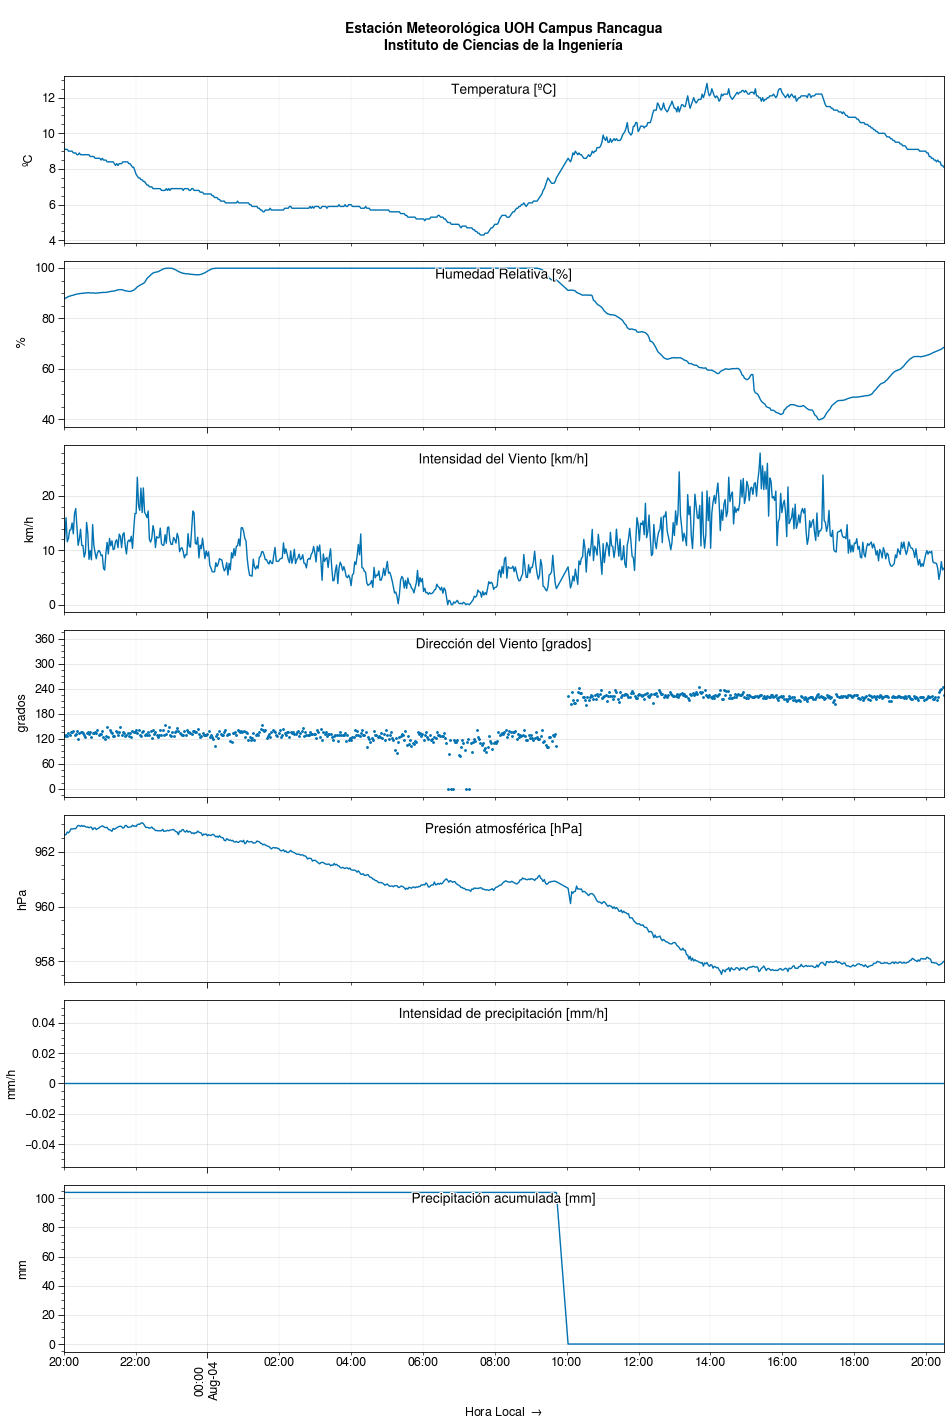 Estación Meteorológica UOH Campus Rancagua
Instituto de Ciencias de la Ingeniería
Temperatura [ºC]
12
10
8
6
4
ºC
Humedad Relativa [%]
100
80
60
40
%
Intensidad del Viento [km/h]
20
10
0
km/h
Dirección del Viento [grados]
360
300
240
180
120
60
0
grados
Presión atmosférica [hPa]
962
960
958
hPa
Intensidad de precipitación [mm/h]
0.04
0.02
0
−0.02
−0.04
mm/h
Precipitación acumulada [mm]
100
80
60
40
20
0
mm
20:00 22:00 00:00 02:00 04:00 06:00 08:00 10:00 12:00 14:00 16:00 18:00 20:00
Aug-04
Hora Local →